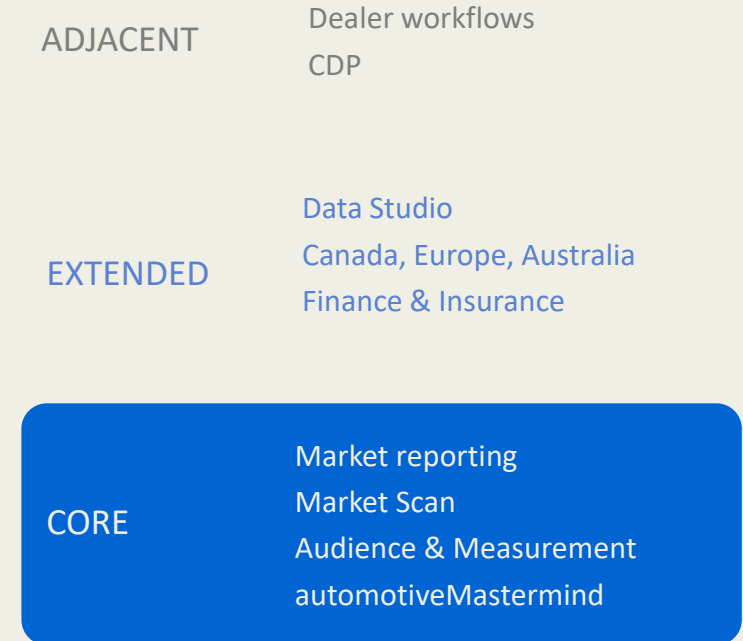 ADJACENT
Dealer workflows
CDP
EXTENDED
Data Studio
Canada, Europe, Australia
Finance & Insurance
CORE
Market reporting
Market Scan
Audience & Measurement
automotiveMastermind